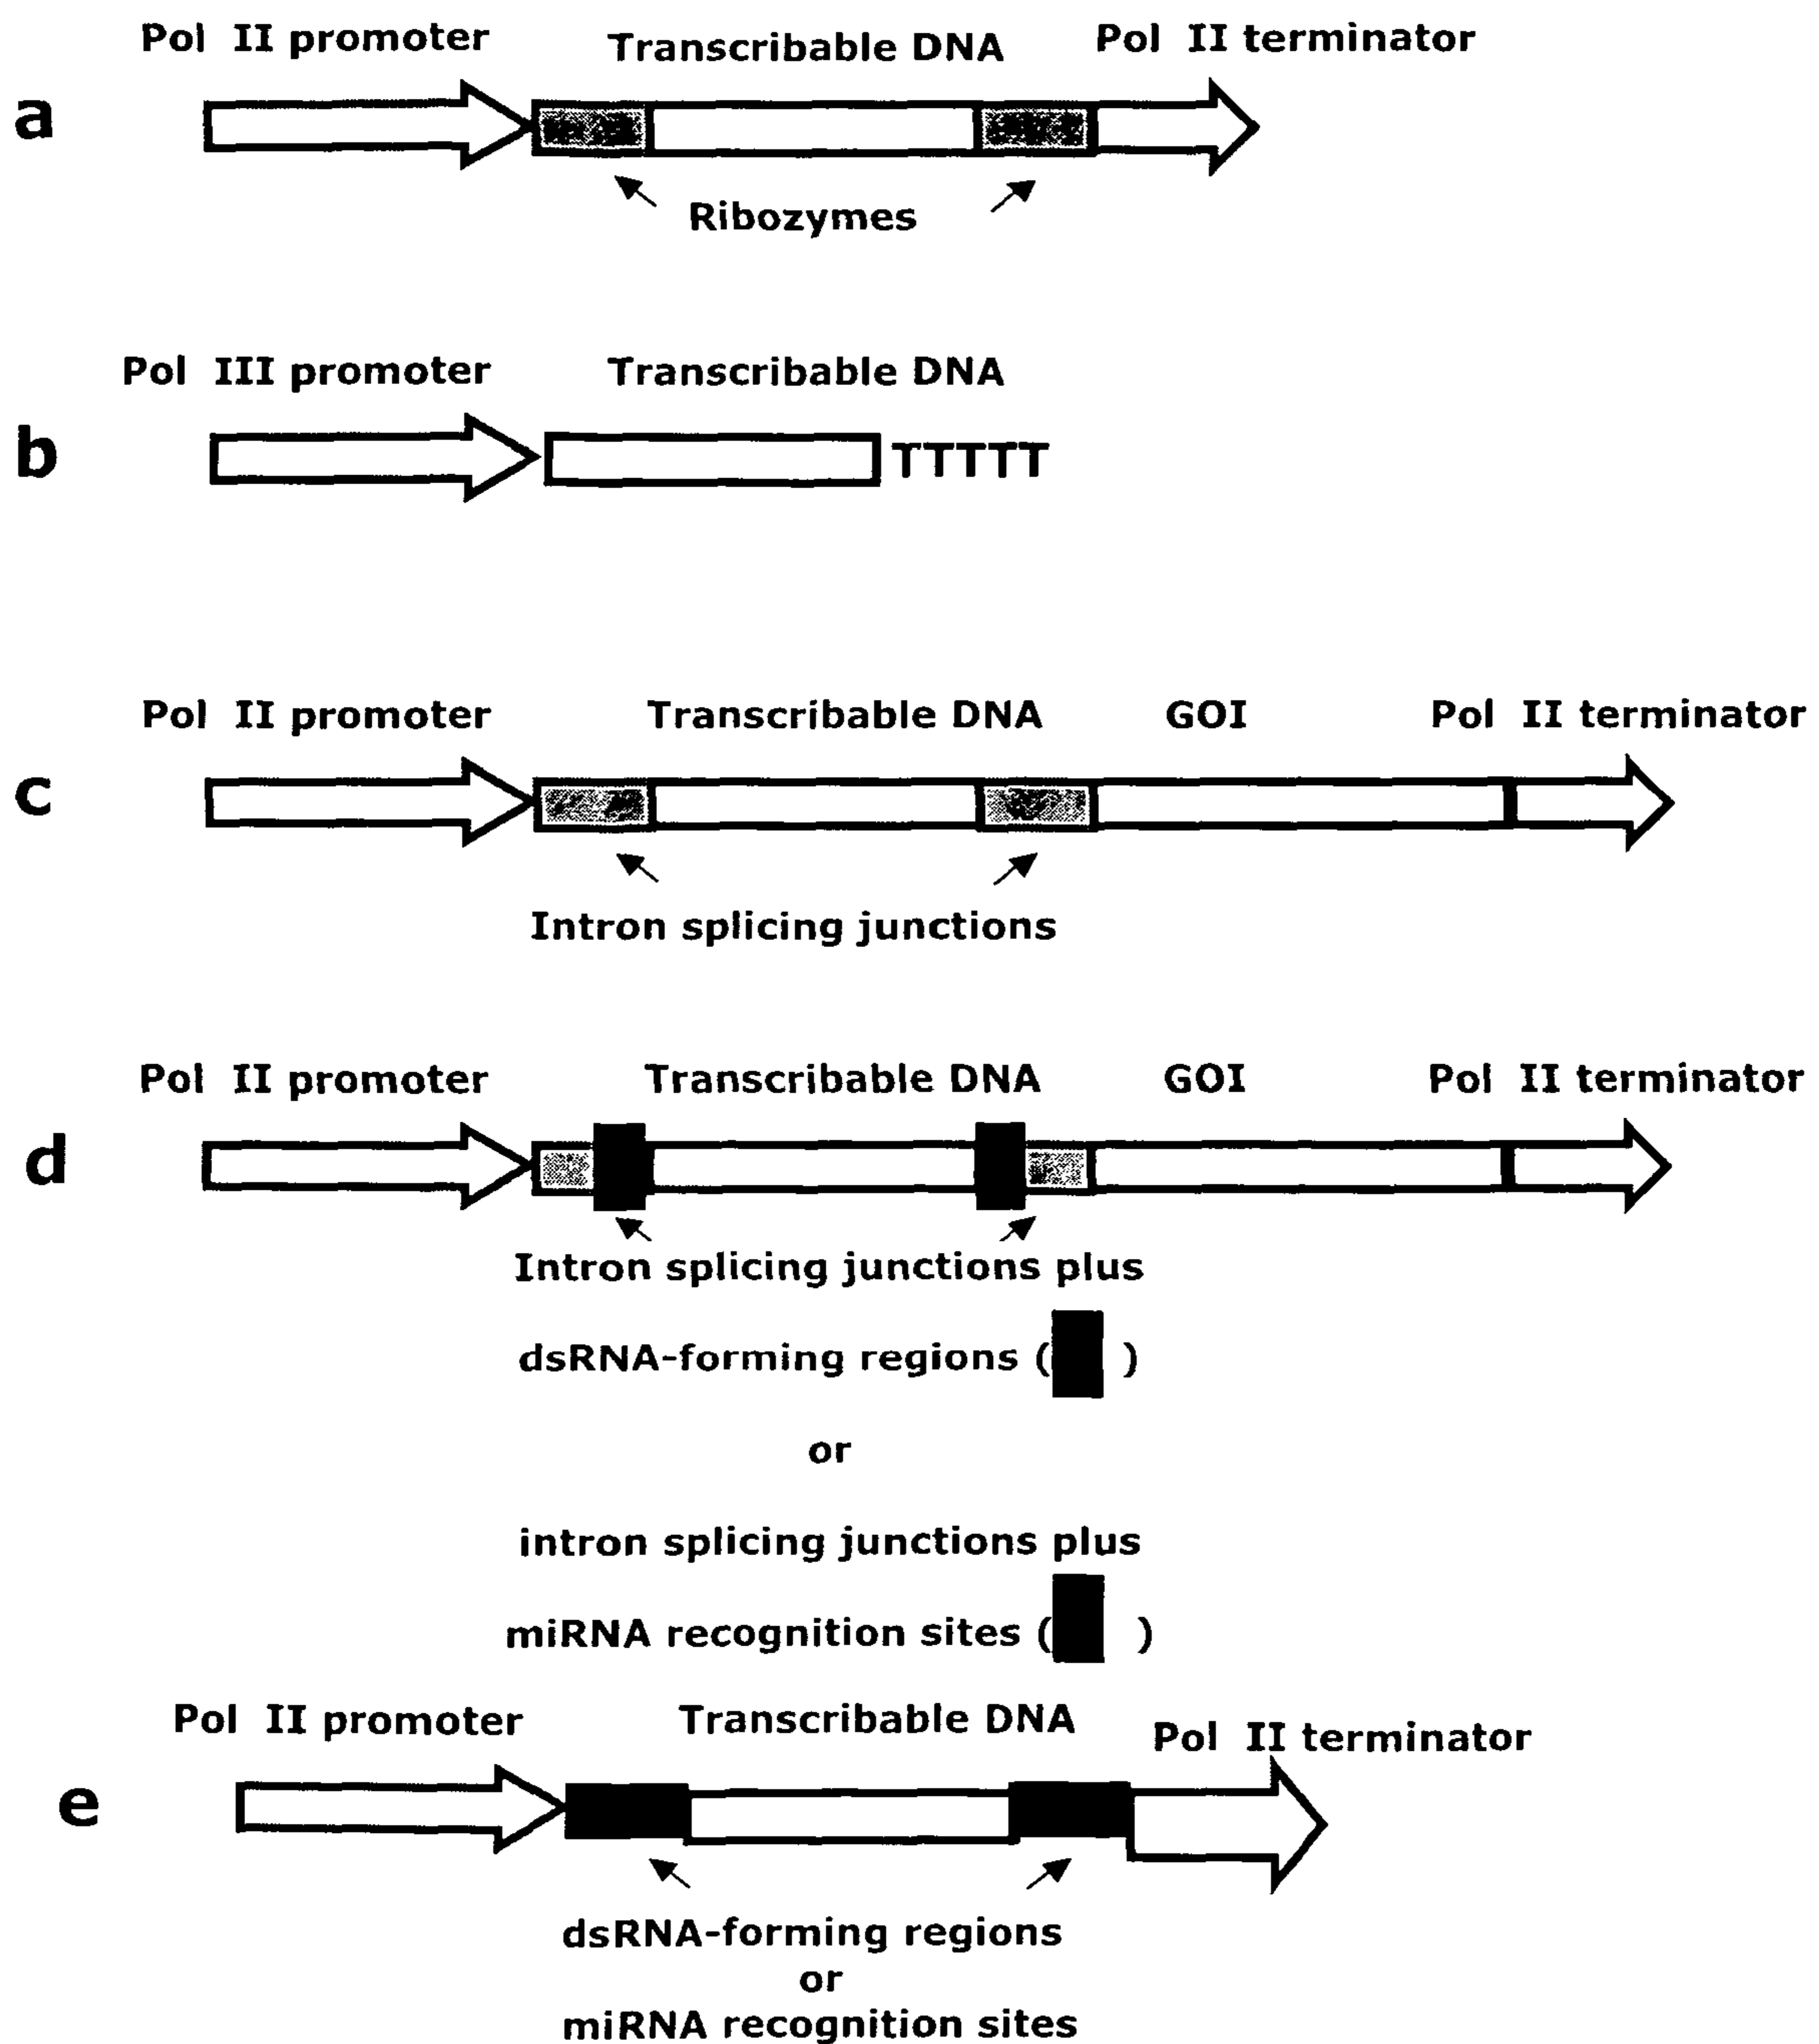 Pol II promoter Transcribable DNA Pol II terminator
a
Ribozymes
Pol III promoter Transcribable DNA
b TTTTT
Pol II promoter Transcribable DNA GOI Pol II terminator
c
Intron splicing junctions
Pol II promoter Transcribable DNA GOI Pol II terminator
d
Intron splicing junctions plus
dsRNA-forming regions ( )
or
intron splicing junctions plus
miRNA recognition sites ( )
Pol II promoter Transcribable DNA Pol II terminator
e
dsRNA-forming regions
or
miRNA recognition sites